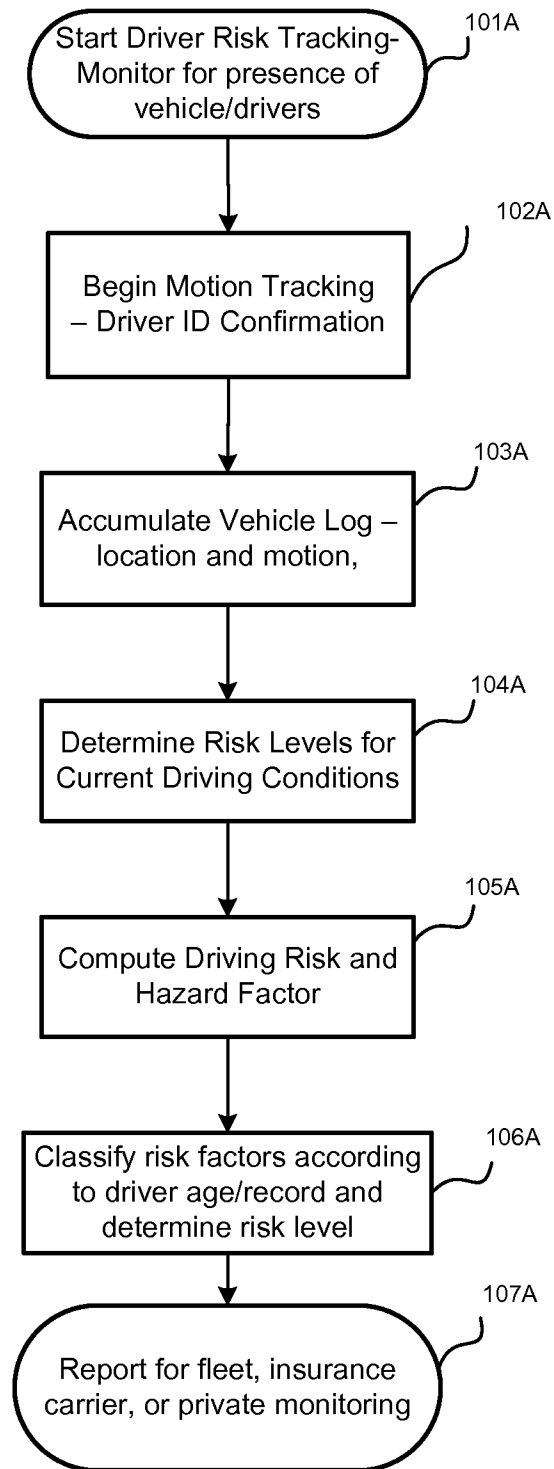 Start Driver Risk Tracking-
Monitor for presence of
vehicle/drivers
101A
102A
Begin Motion Tracking
– Driver ID Confirmation
103A
Accumulate Vehicle Log –
location and motion,
104A
Determine Risk Levels for
Current Driving Conditions
105A
Compute Driving Risk and
Hazard Factor
106A
Classify risk factors according
to driver age/record and
determine risk level
107A
Report for fleet, insurance
carrier, or private monitoring